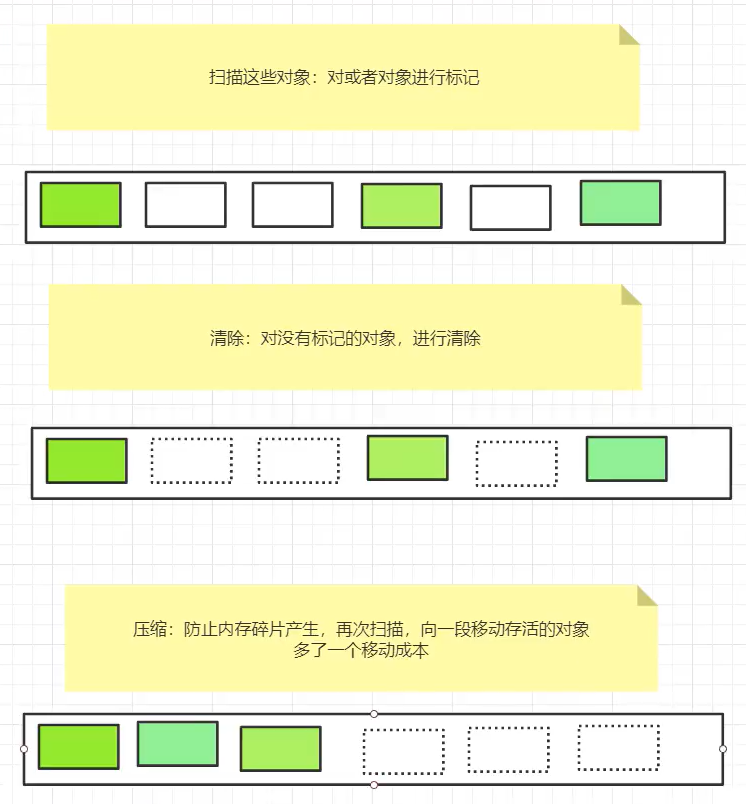 扫描这些对象：对或者对象进行标记
清除：对没有标记的对象，进行清除
压缩：防止内存碎片产生，再次扫描，向一段移动存活的对象
多了一个移动成本